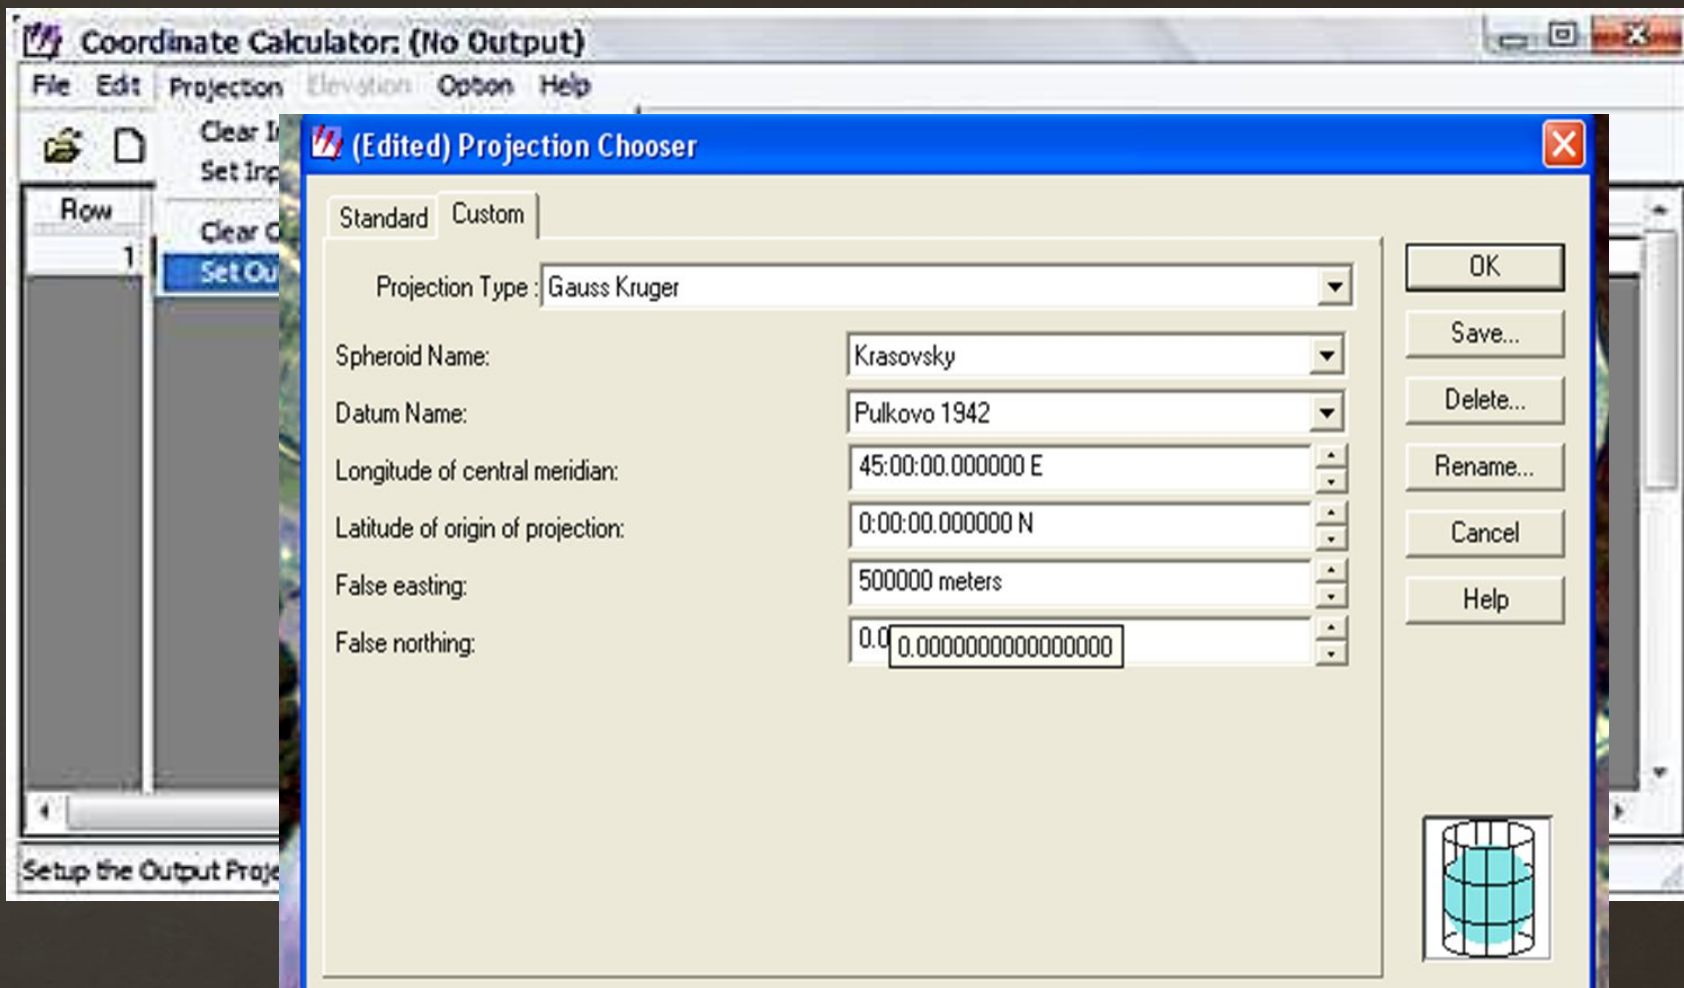 Coordinate Calculator: (No Output)
File Edit Projection Elevation Option Help
Clear
Set
Row
1
Clear
Set
Setup the Output
(Edited) Projection Chooser
Standard Custom
Projection Type : Gauss Kruger
Spheroid Name: Krasovsky
Datum Name: Pulkovo 1942
Longitude of central meridian: 45:00:00.000000 E
Latitude of origin of projection: 0:00:00.000000 N
False easting: 500000 meters
False northing: 0.0
0.0000000000000000
OK
Save...
Delete...
Rename...
Cancel
Help